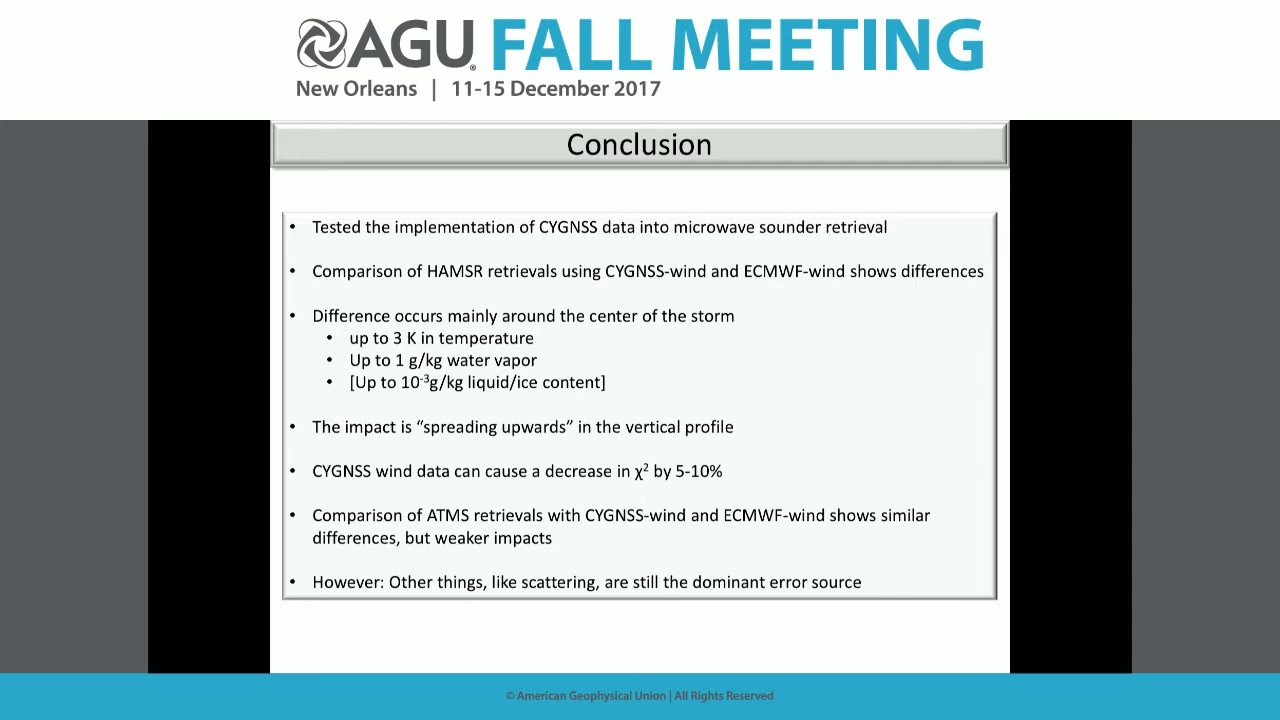 AGU FALL MEETING
New Orleans | 11-15 December 2017
Conclusion
• Tested the implementation of CYGNSS data into microwave sounder retrieval
• Comparison of HAMSR retrievals using CYGNSS-wind and ECMWF-wind shows differences
• Difference occurs mainly around the center of the storm
• up to 3 K in temperature
• Up to 1 g/kg water vapor
• [Up to 10⁻³g/kg liquid/ice content]
• The impact is “spreading upwards” in the vertical profile
• CYGNSS wind data can cause a decrease in χ² by 5-10%
• Comparison of ATMS retrievals with CYGNSS-wind and ECMWF-wind shows similar
differences, but weaker impacts
• However: Other things, like scattering, are still the dominant error source
© American Geophysical Union | All Rights Reserved